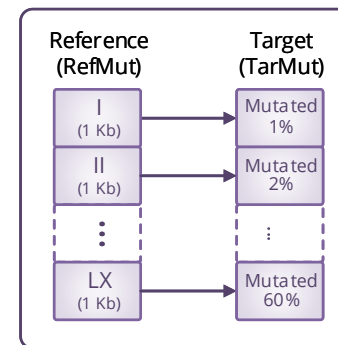 Reference
(RefMut)
Target
(TarMut)
I
(1 Kb)
Mutated
1%
II
(1 Kb)
Mutated
2%
...
...
LX
(1 Kb)
Mutated
60%